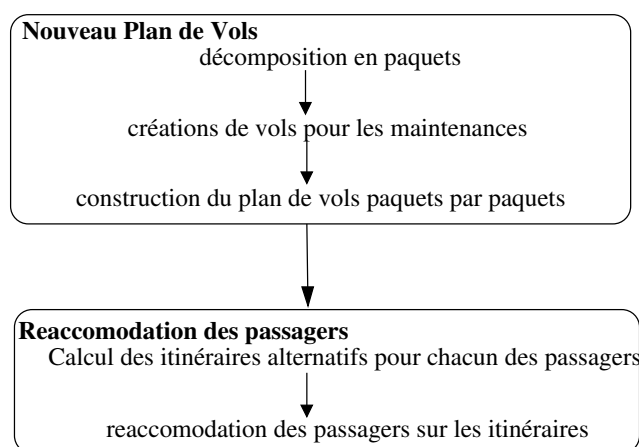 Nouveau Plan de Vols
décomposition en paquets
créations de vols pour les maintenances
construction du plan de vols paquets par paquets
Reaccomodation des passagers
Calcul des itinéraires alternatifs pour chacun des passagers
reaccomodation des passagers sur les itinéraires